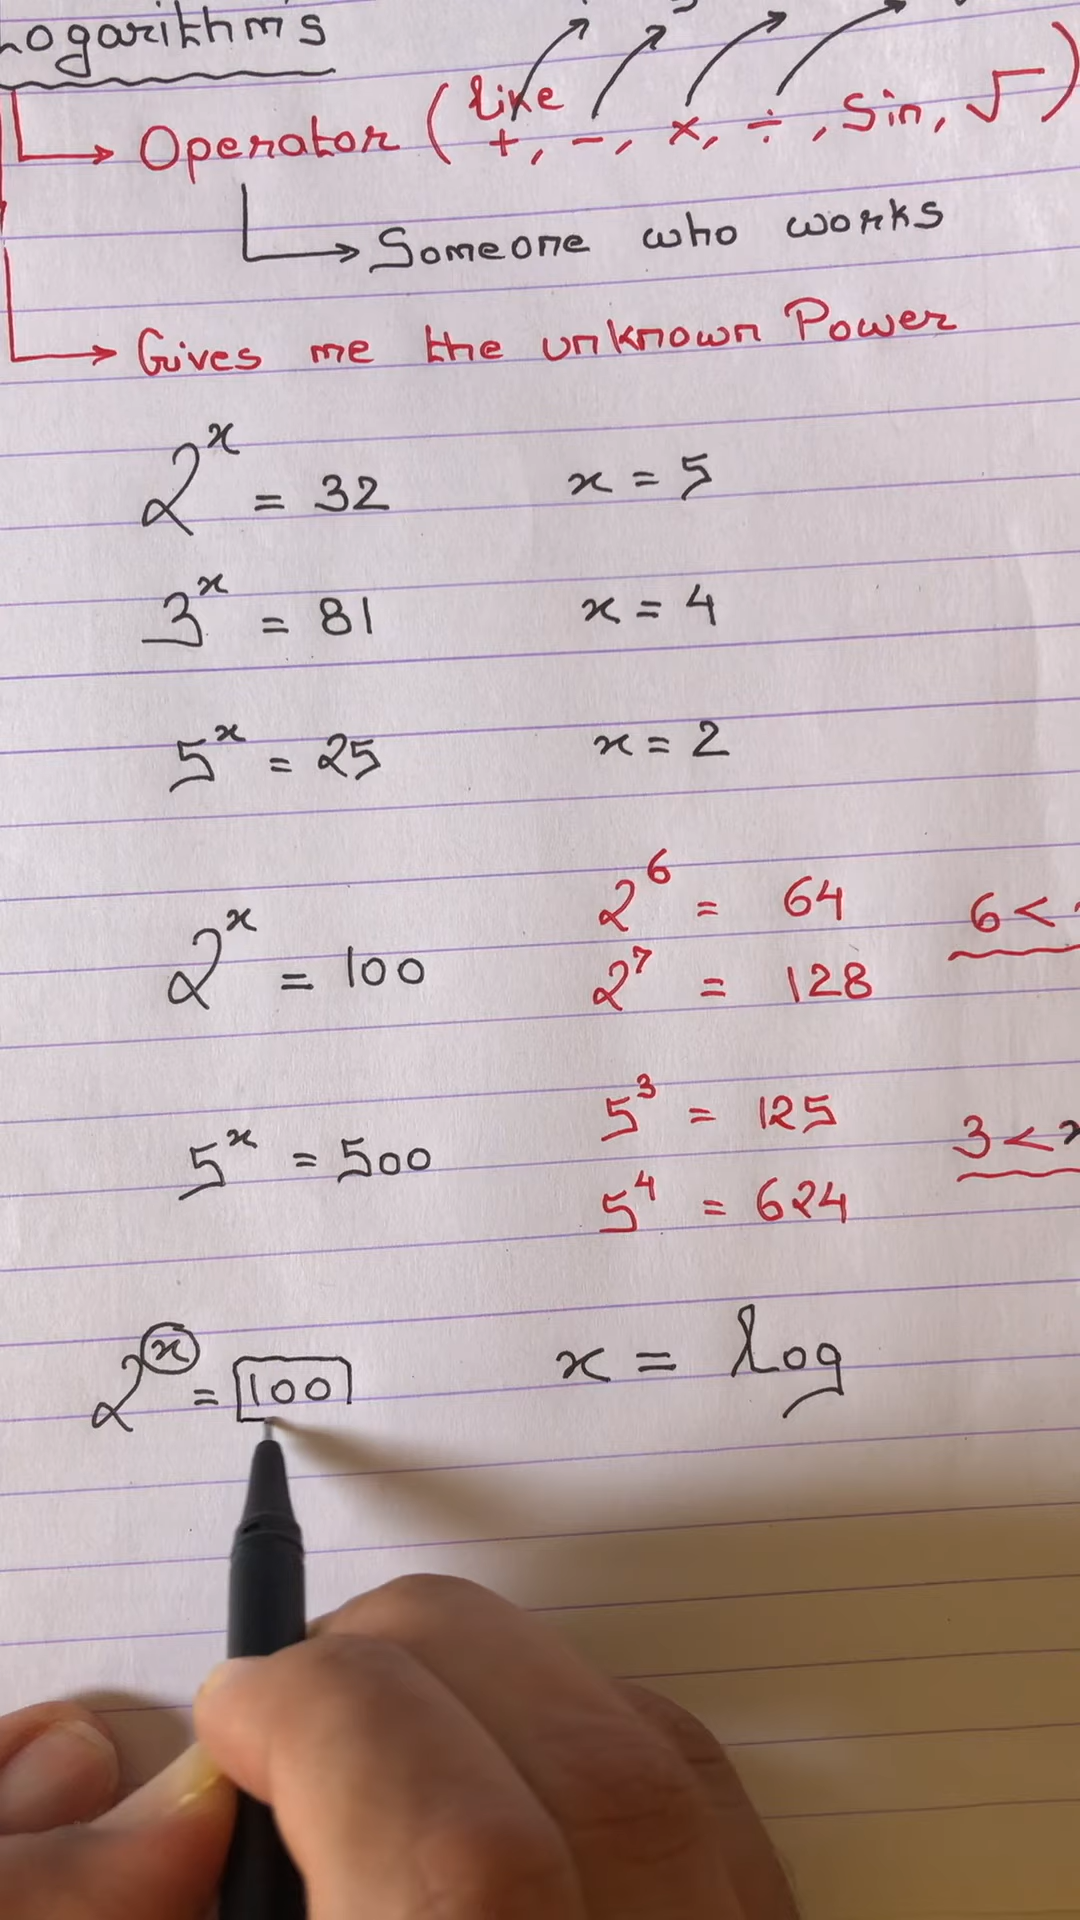 Logarithms
Operator ( like +, -, ×, ÷, Sin, √ )
Someone who works
Gives me the unknown Power
2^x = 32 x = 5
3^x = 81 x = 4
5^x = 25 x = 2
2^x = 100 2^6 = 64 6 <
2^7 = 128
5^x = 500 5^3 = 125 3 < x
5^4 = 624
2^x = 100 x = log